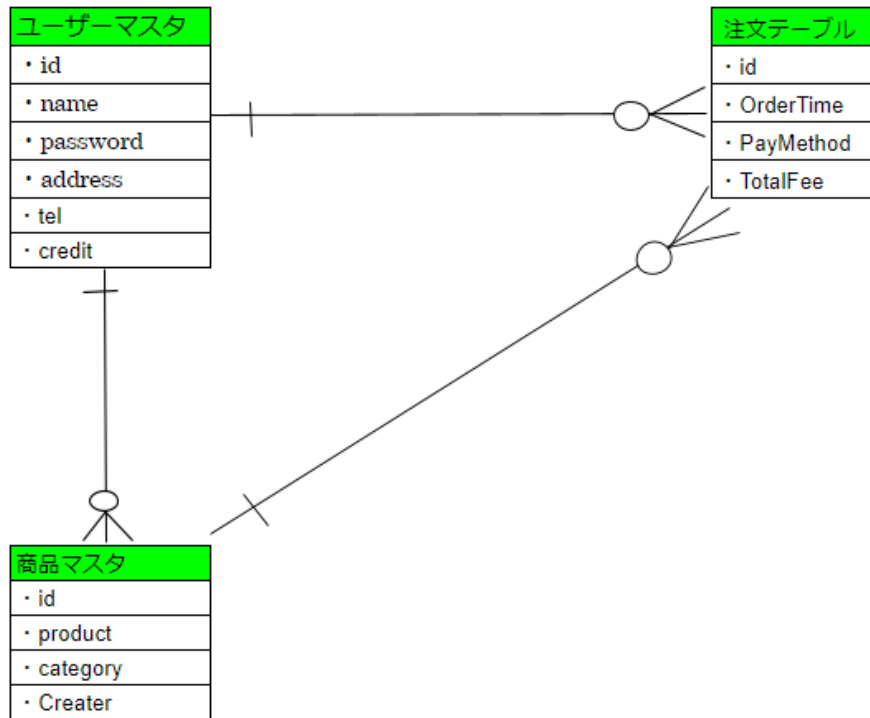 ユーザーマスタ
・id
・name
・password
・address
・tel
・credit
注文テーブル
・id
・OrderTime
・PayMethod
・TotalFee
商品マスタ
・id
・product
・category
・Creater